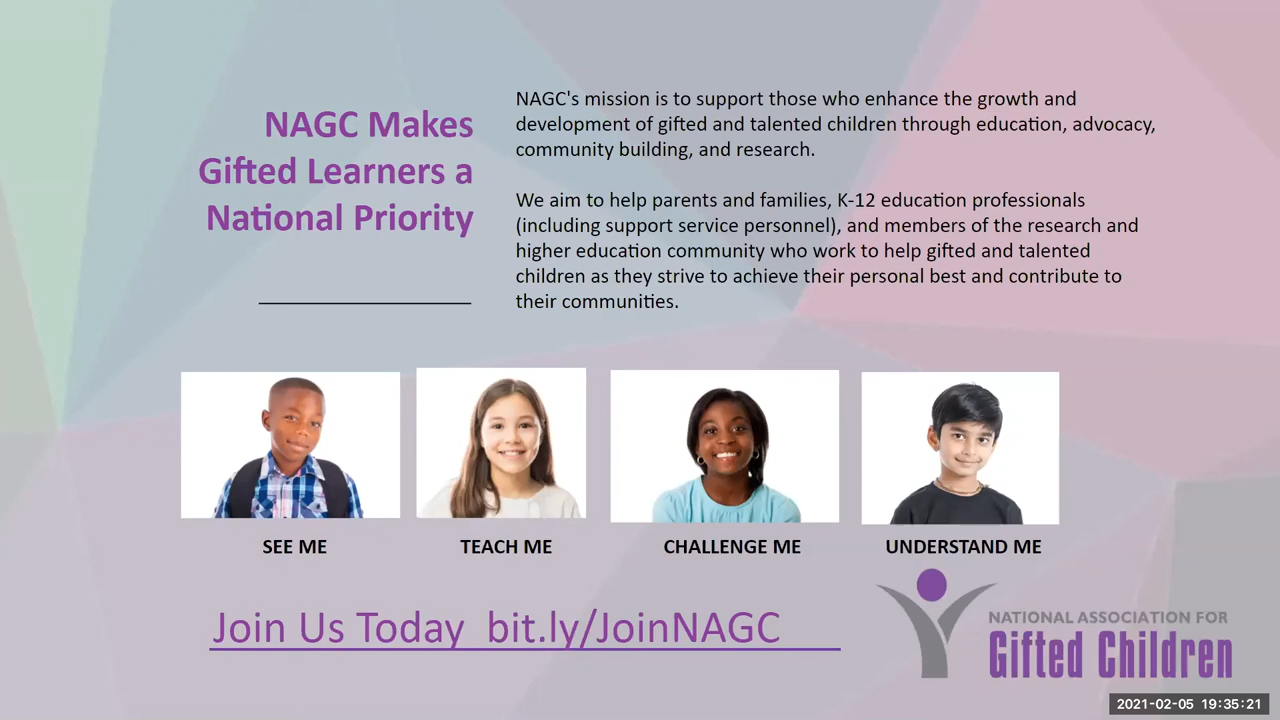 NAGC Makes
Gifted Learners a
National Priority
NAGC's mission is to support those who enhance the growth and
development of gifted and talented children through education, advocacy,
community building, and research.
We aim to help parents and families, K-12 education professionals
(including support service personnel), and members of the research and
higher education community who work to help gifted and talented
children as they strive to achieve their personal best and contribute to
their communities.
SEE ME
TEACH ME
CHALLENGE ME
UNDERSTAND ME
Join Us Today bit.ly/JoinNAGC
NATIONAL ASSOCIATION FOR
Gifted Children
2021-02-05 19:35:21